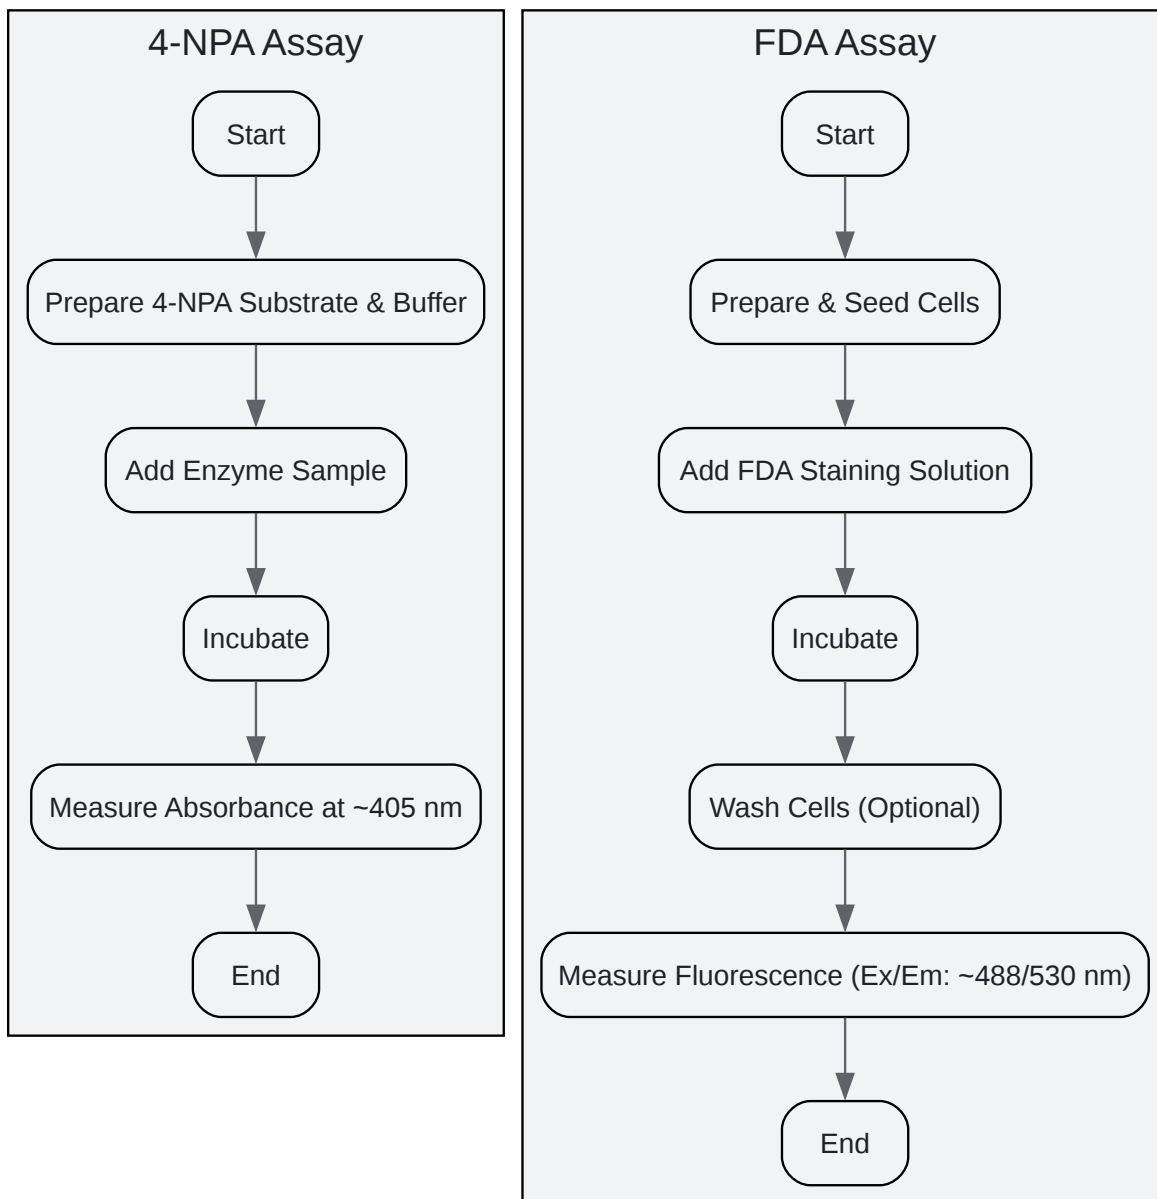 4-NPA Assay
Start
Prepare 4-NPA Substrate & Buffer
Add Enzyme Sample
Incubate
Measure Absorbance at ~405 nm
End
FDA Assay
Start
Prepare & Seed Cells
Add FDA Staining Solution
Incubate
Wash Cells (Optional)
Measure Fluorescence (Ex/Em: ~488/530 nm)
End